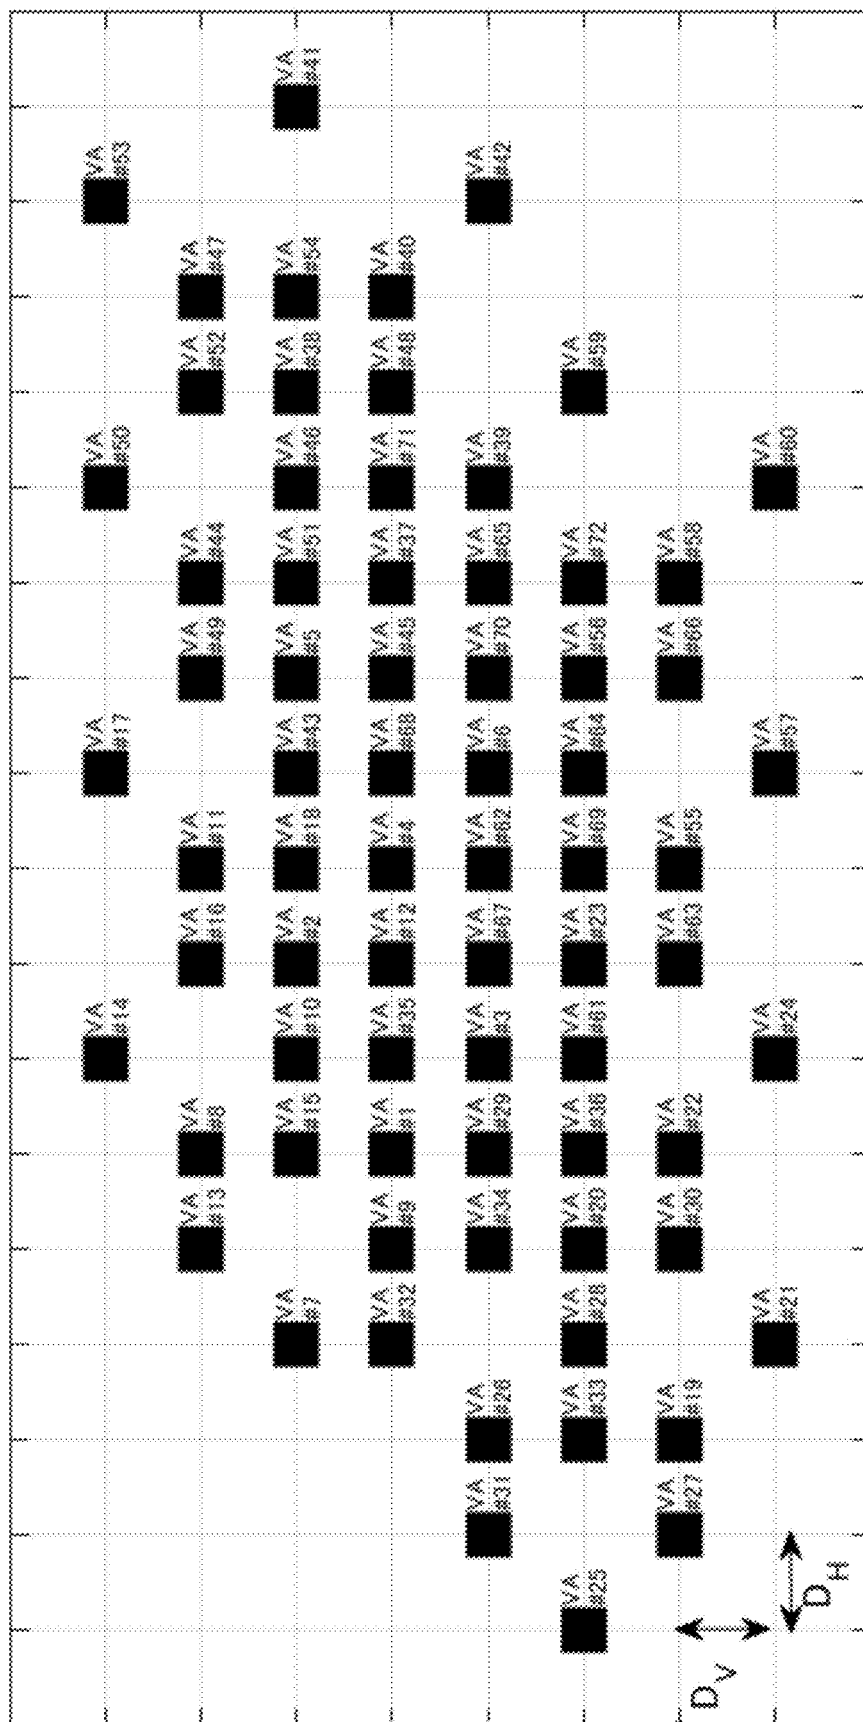 VA
#14
VA
#17
VA
#50
VA
#53
VA
#13
VA
#8
VA
#16
VA
#11
VA
#49
VA
#44
VA
#52
VA
#47
VA
#7
VA
#15
VA
#10
VA
#2
VA
#18
VA
#43
VA
#5
VA
#51
VA
#46
VA
#38
VA
#54
VA
#41
VA
#32
VA
#9
VA
#1
VA
#35
VA
#12
VA
#4
VA
#68
VA
#45
VA
#37
VA
#71
VA
#48
VA
#40
VA
#31
VA
#26
VA
#34
VA
#29
VA
#3
VA
#67
VA
#62
VA
#6
VA
#70
VA
#65
VA
#39
VA
#42
VA
#25
VA
#33
VA
#28
VA
#20
VA
#36
VA
#61
VA
#23
VA
#69
VA
#64
VA
#56
VA
#72
VA
#59
VA
#27
VA
#19
VA
#30
VA
#22
VA
#63
VA
#55
VA
#66
VA
#58
VA
#21
VA
#24
VA
#57
VA
#60
DV
DH